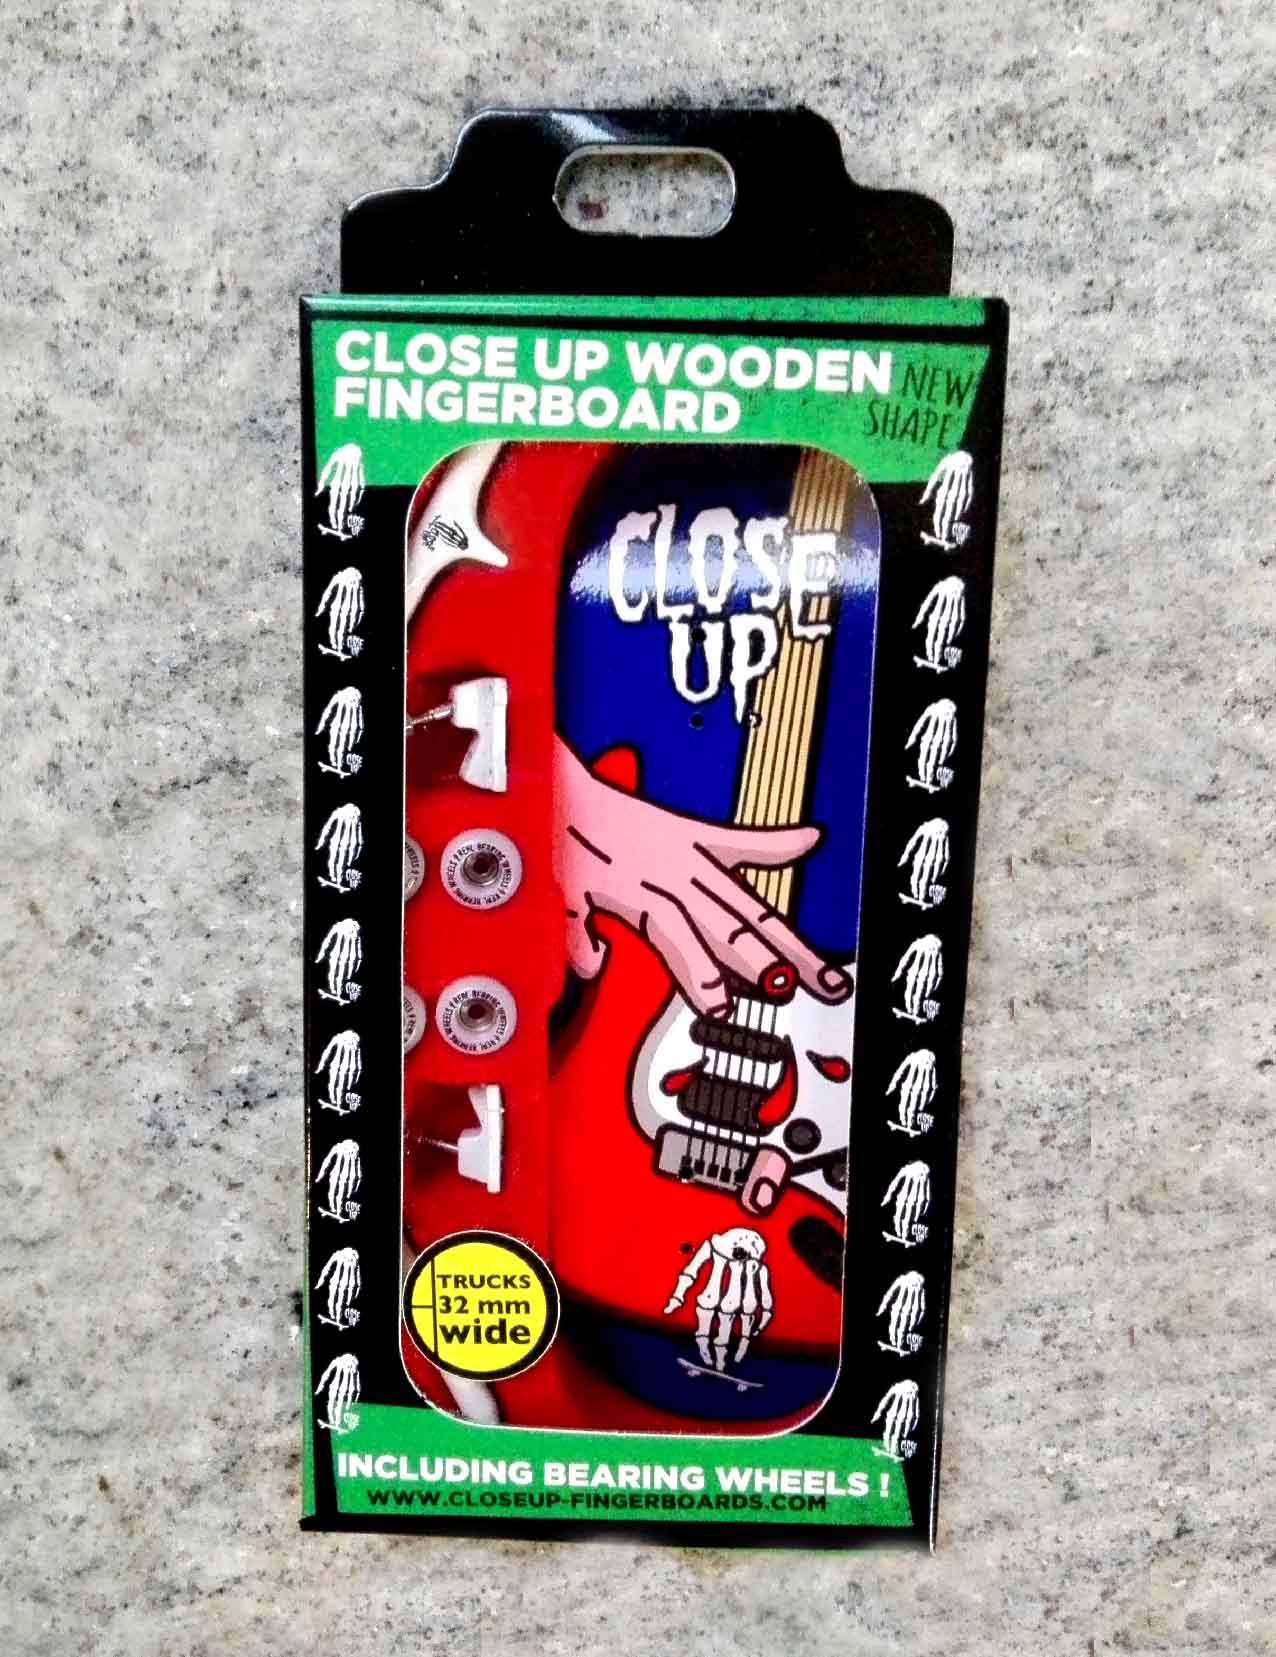 CLOSE UP WOODEN
FINGERBOARD
NEW
SHAPE
CLOSE
UP
TRUCKS
32 mm
wide
INCLUDING BEARING WHEELS !
WWW.CLOSEUP-FINGERBOARDS.COM